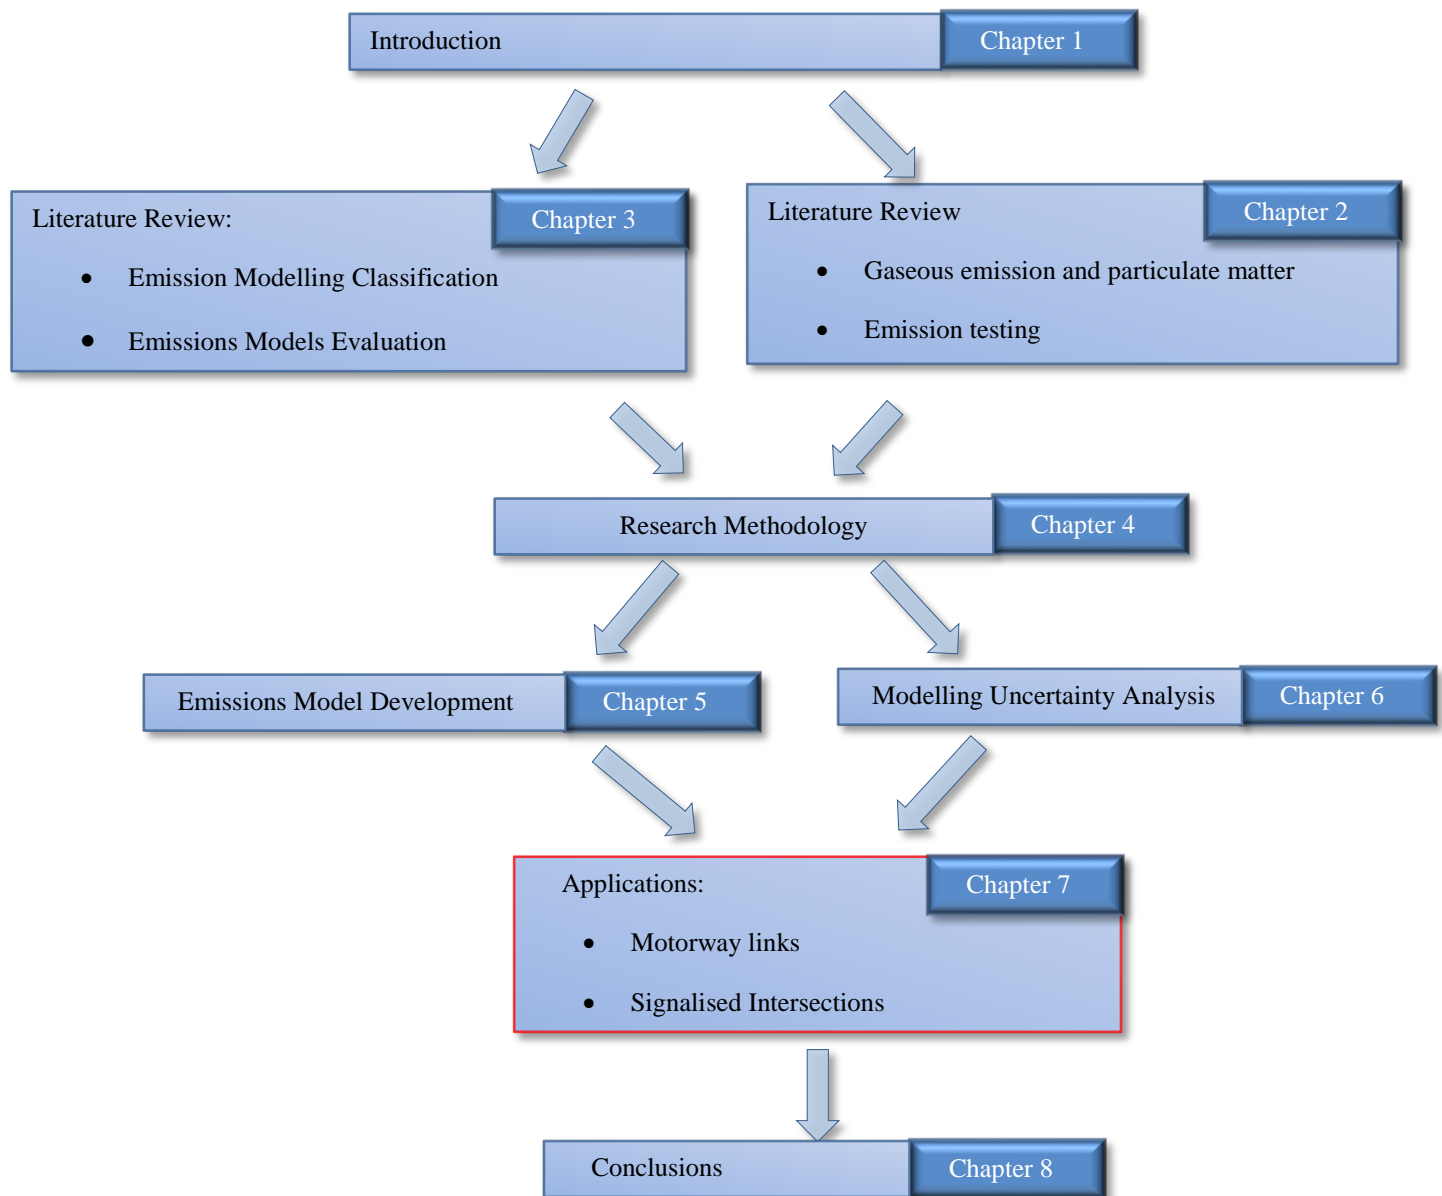 Introduction
Chapter 1
Literature Review:
Chapter 3
• Emission Modelling Classification
• Emissions Models Evaluation
Literature Review
Chapter 2
• Gaseous emission and particulate matter
• Emission testing
Research Methodology
Chapter 4
Emissions Model Development
Chapter 5
Modelling Uncertainty Analysis
Chapter 6
Applications:
Chapter 7
• Motorway links
• Signalised Intersections
Conclusions
Chapter 8